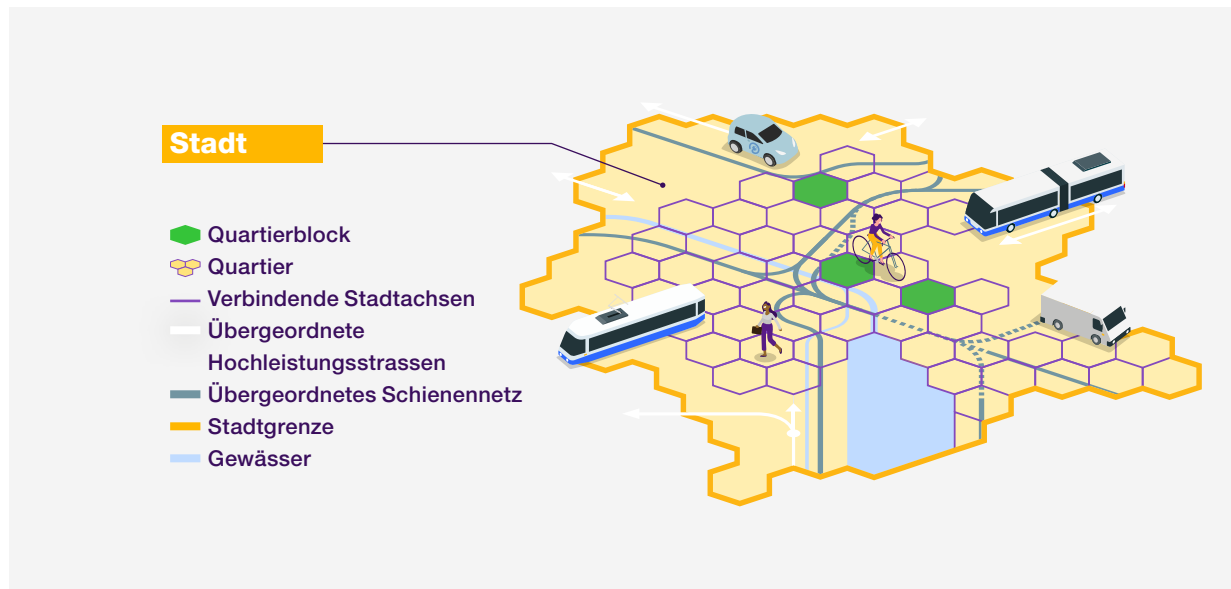 Stadt
Quartierblock
Quartier
Verbindende Stadtachsen
Übergeordnete
Hochleistungsstrassen
Übergeordnetes Schienennetz
Stadtgrenze
Gewässer